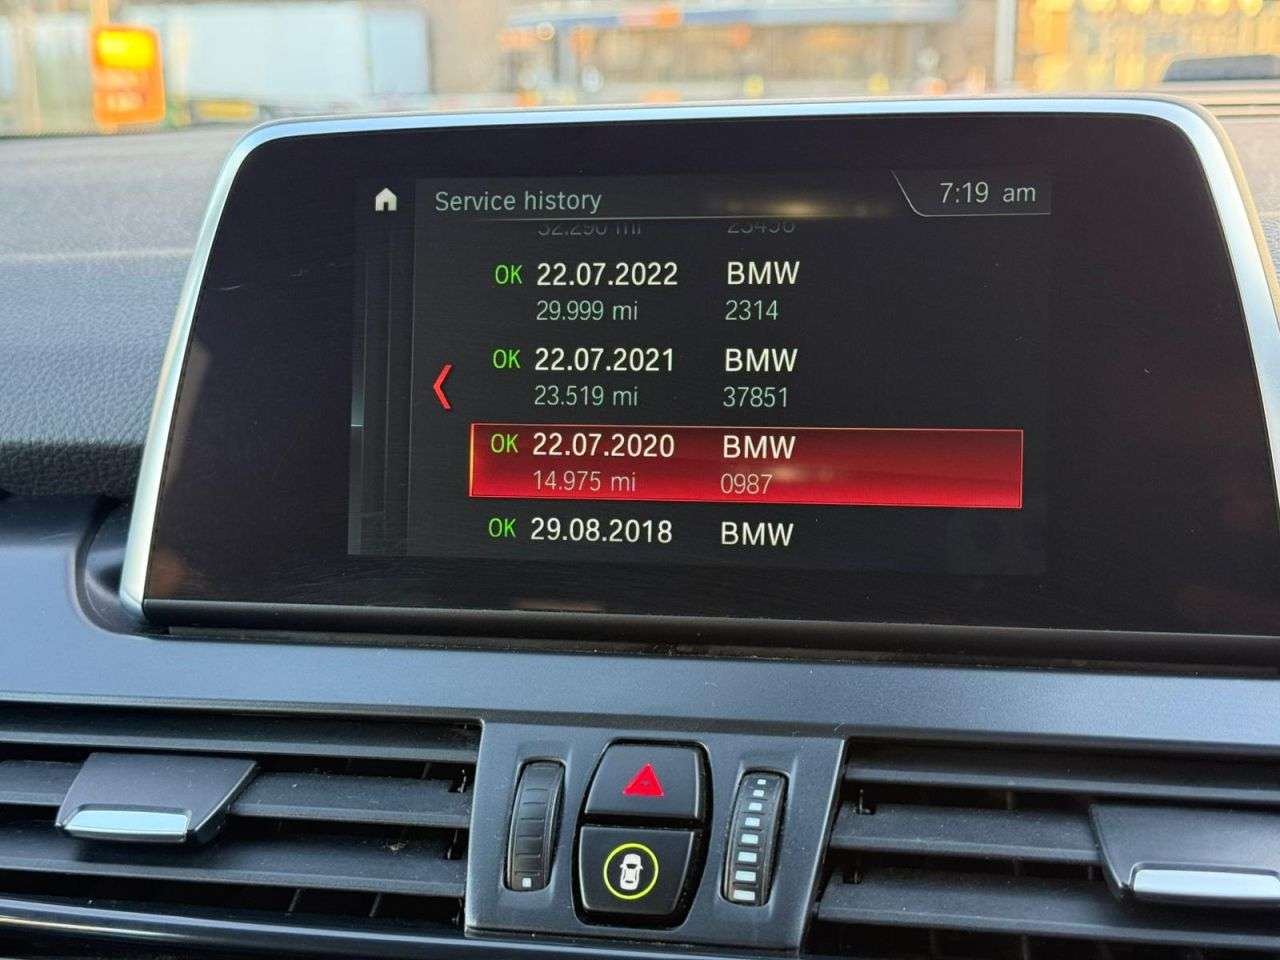 Service history
7:19 am
OK 22.07.2022 BMW
29.999 mi 2314
OK 22.07.2021 BMW
23.519 mi 37851
OK 22.07.2020 BMW
14.975 mi 0987
OK 29.08.2018 BMW